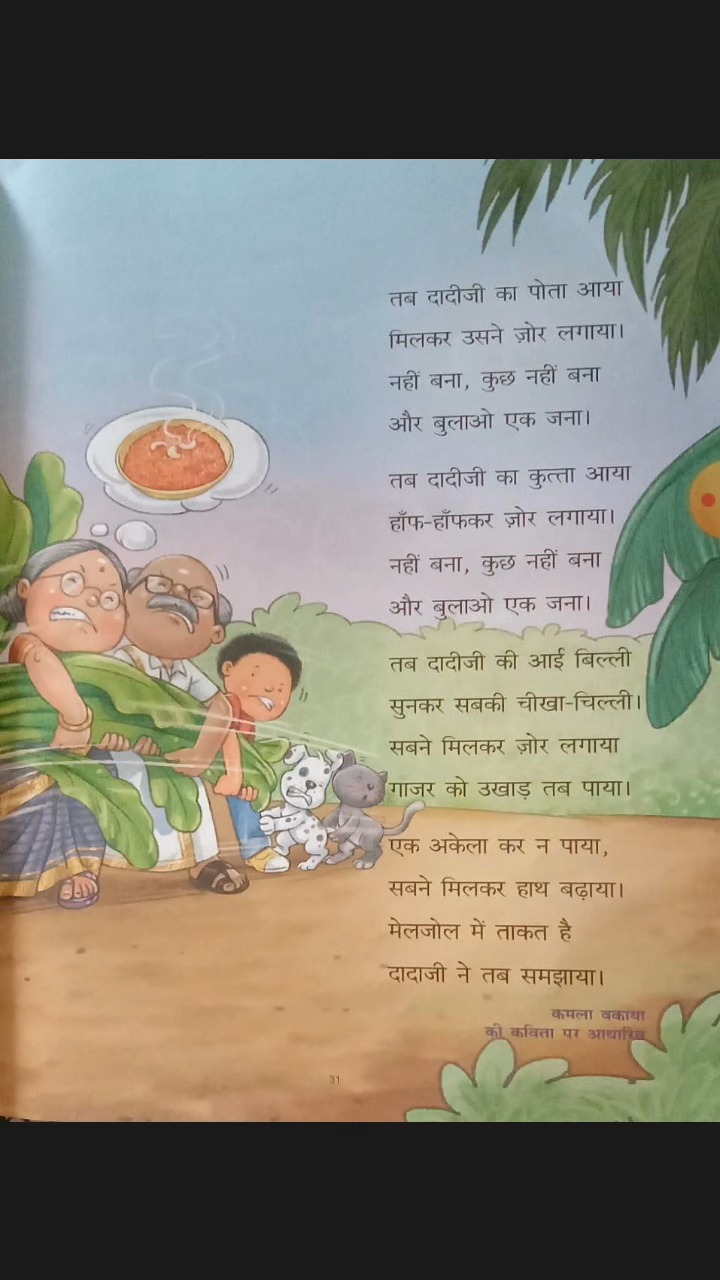 तब दादीजी का पोता आया
मिलकर उसने ज़ोर लगाया।
नहीं बना, कुछ नहीं बना
और बुलाओ एक जना।
तब दादीजी का कुत्ता आया
हाँफ-हाँफकर ज़ोर लगाया।
नहीं बना, कुछ नहीं बना
और बुलाओ एक जना।
तब दादीजी की आई बिल्ली
सुनकर सबकी चीखा-चिल्ली।
सबने मिलकर ज़ोर लगाया
गाजर को उखाड़ तब पाया।
एक अकेला कर न पाया,
सबने मिलकर हाथ बढ़ाया।
मेलजोल में ताकत है
दादाजी ने तब समझाया।
कमला बकाया
की कविता पर आधारित
31